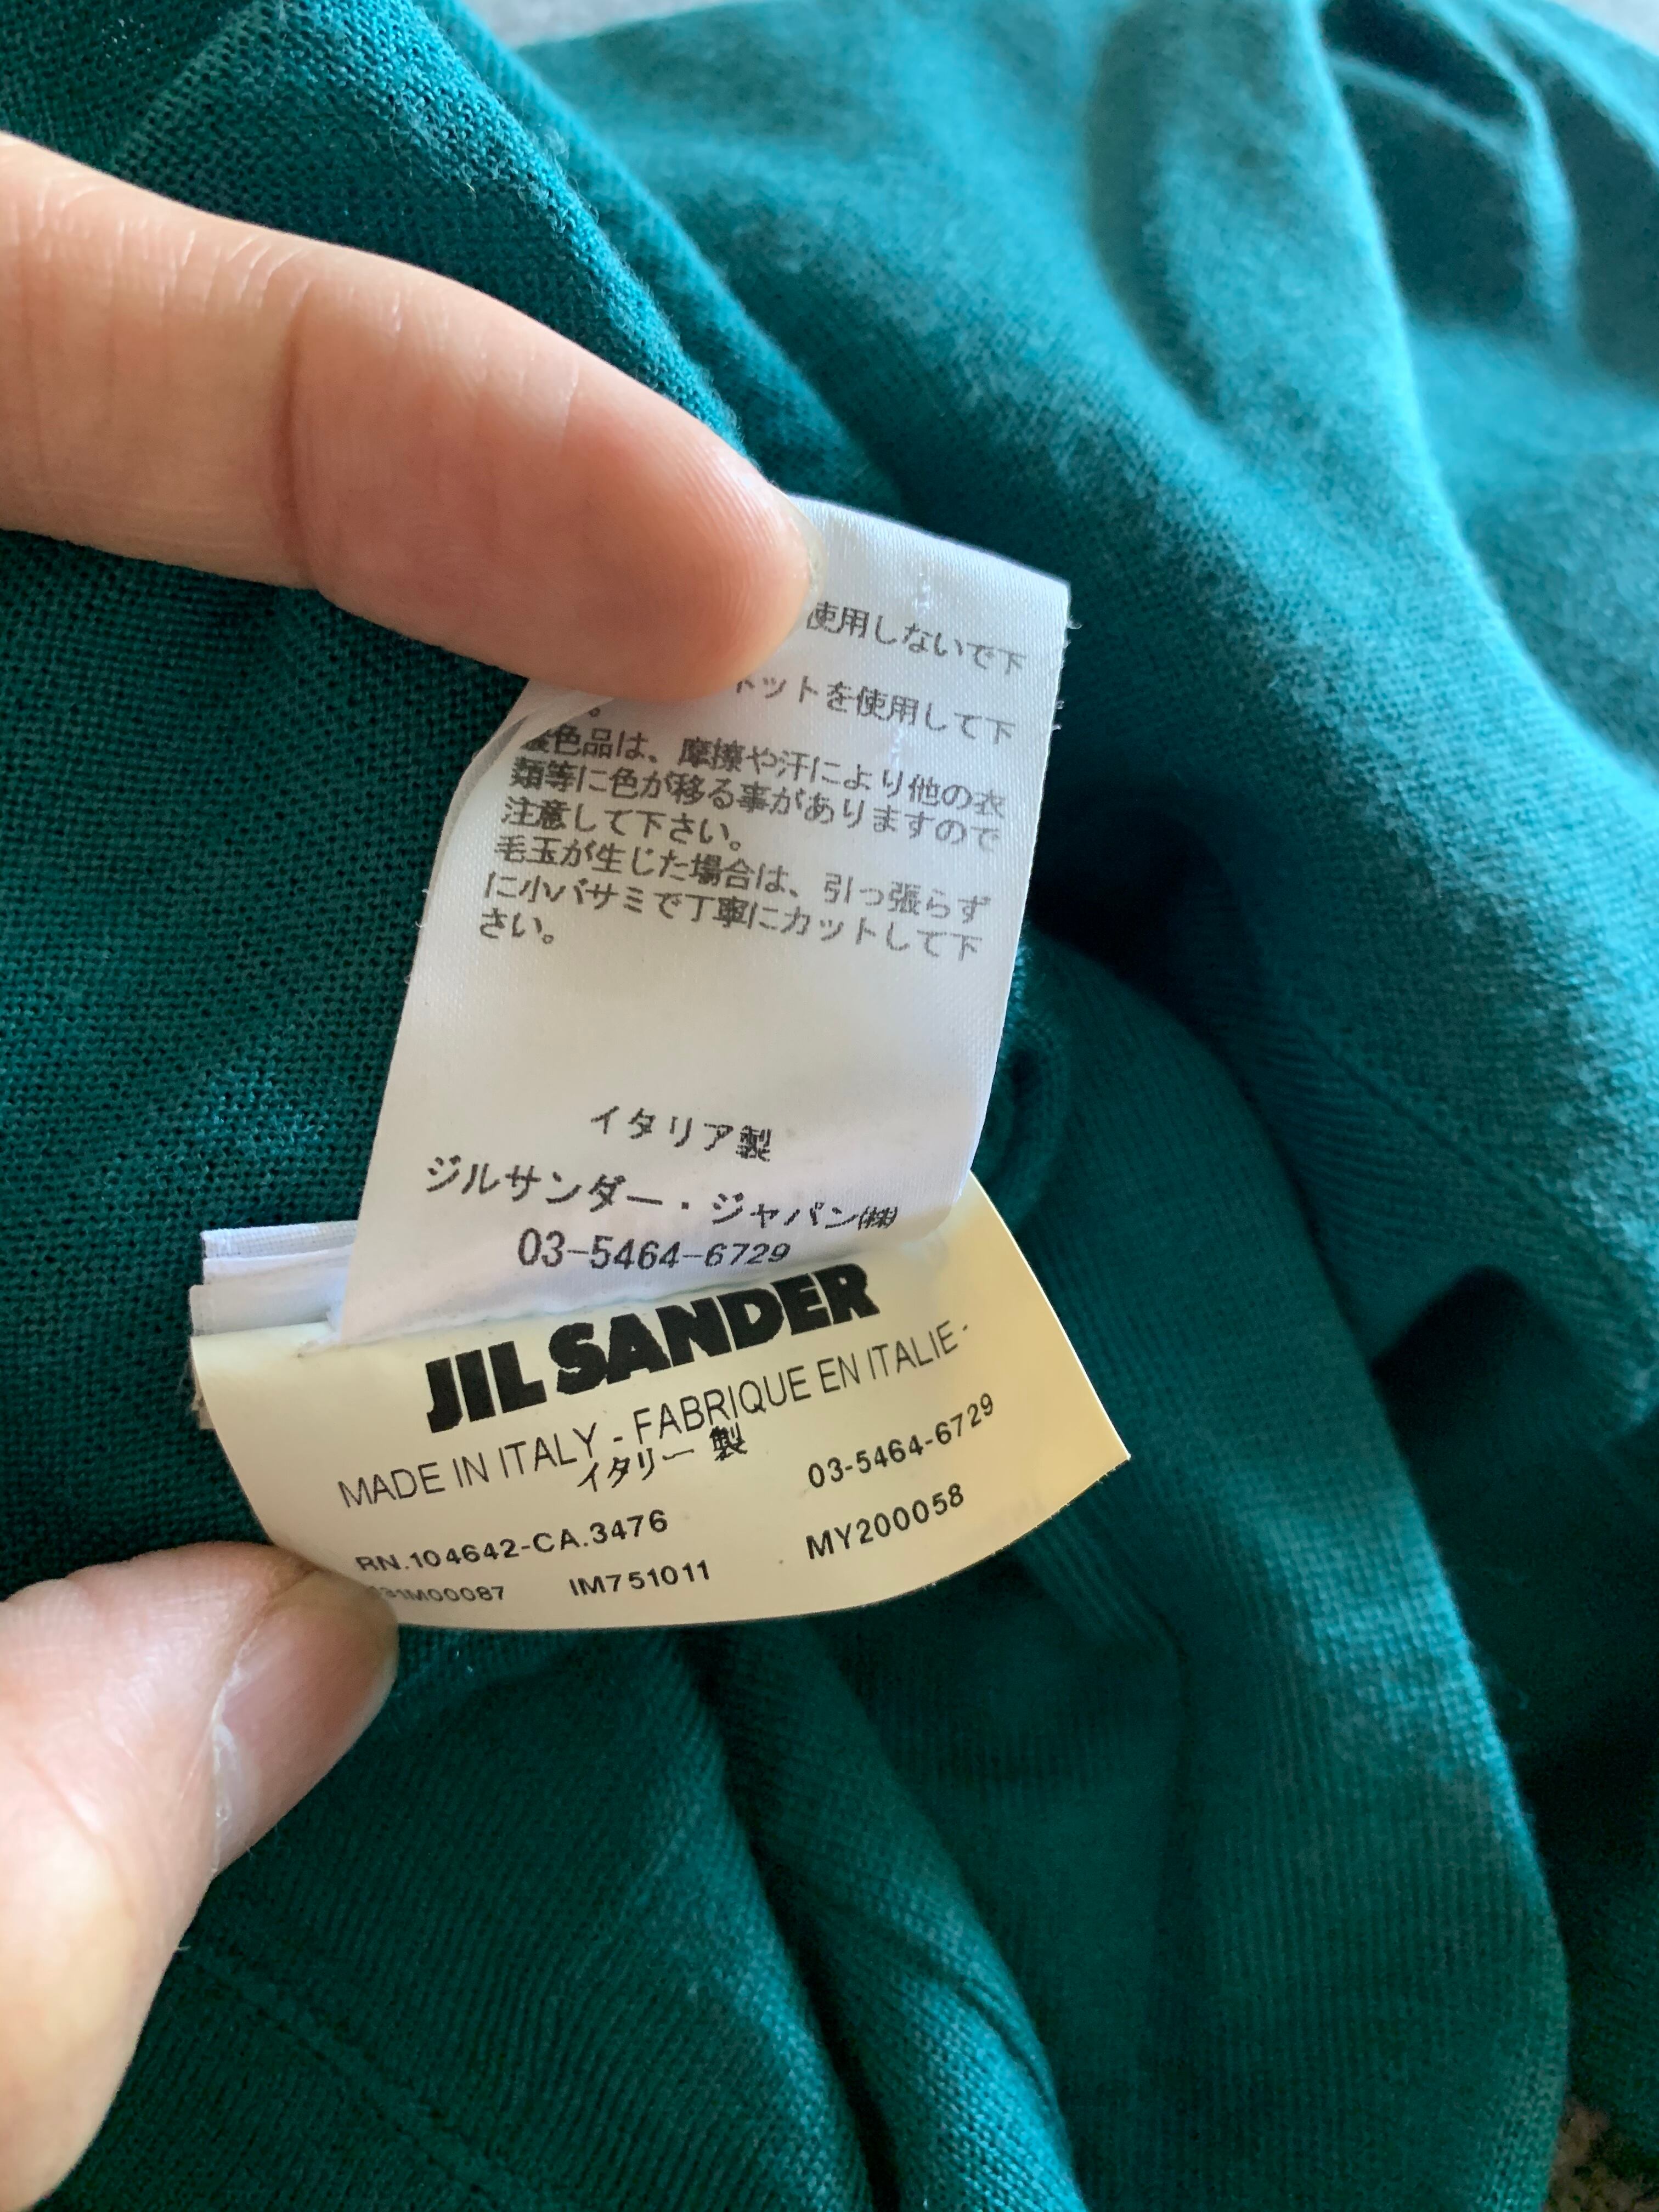 使用しないで下
ットを使用して下
。
濃色品は、摩擦や汗により他の衣
類等に色が移る事がありますので
注意して下さい。
毛玉が生じた場合は、引っ張らず
に小バサミで丁寧にカットして下
さい。
イタリア製
ジルサンダー・ジャパン㈱
03-5464-6729
JIL SANDER
MADE IN ITALY - FABRIQUE EN ITALIE -
イタリー 製
03-5464-6729
RN.104642-CA.3476
MY200058
IM751011